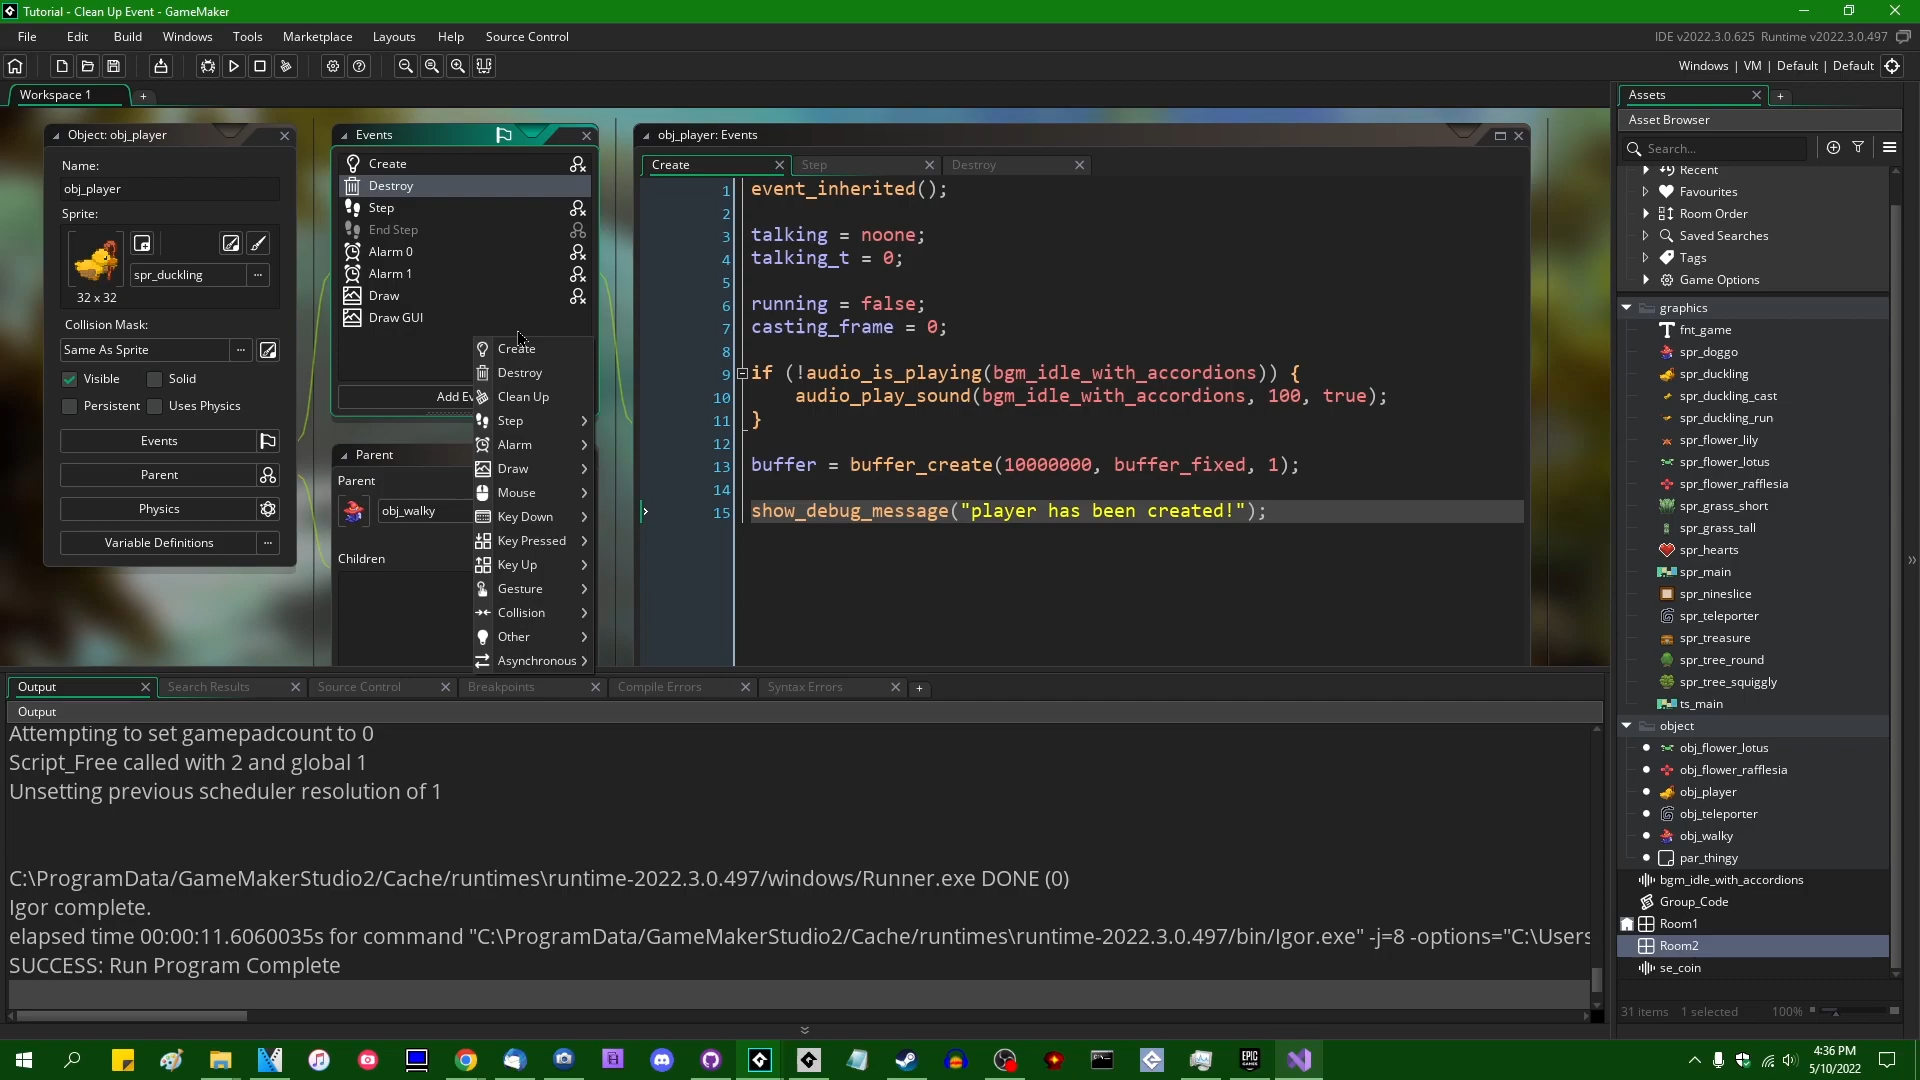 Tutorial - Clean Up Event - GameMaker
File Edit Build Windows Tools Marketplace Layouts Help Source Control
IDE v2022.3.0.625 Runtime v2022.3.0.497
Windows | VM | Default | Default
Workspace 1
Object: obj_player
Name:
obj_player
Sprite:
spr_duckling
32 x 32
Collision Mask:
Same As Sprite
Visible Solid
Persistent Uses Physics
Events
Parent
Physics
Variable Definitions
Events
Create
Destroy
Step
End Step
Alarm 0
Alarm 1
Draw
Draw GUI
Add Ev
Parent
Parent
obj_walky
Children
Create
Destroy
Clean Up
Step
Alarm
Draw
Mouse
Key Down
Key Pressed
Key Up
Gesture
Collision
Other
Asynchronous
obj_player: Events
Create Step Destroy
1 event_inherited();
2
3 talking = noone;
4 talking_t = 0;
5
6 running = false;
7 casting_frame = 0;
8
9 if (!audio_is_playing(bgm_idle_with_accordions)) {
10 audio_play_sound(bgm_idle_with_accordions, 100, true);
11 }
12
13 buffer = buffer_create(10000000, buffer_fixed, 1);
14
15 show_debug_message("player has been created!");
Output Search Results Source Control Breakpoints Compile Errors Syntax Errors
Output
Attempting to set gamepadcount to 0
Script_Free called with 2 and global 1
Unsetting previous scheduler resolution of 1
C:\ProgramData/GameMakerStudio2/Cache/runtimes\runtime-2022.3.0.497/windows/Runner.exe DONE (0)
Igor complete.
elapsed time 00:00:11.6060035s for command "C:\ProgramData/GameMakerStudio2/Cache/runtimes\runtime-2022.3.0.497/bin/Igor.exe" -j=8 -options="C:\Users
SUCCESS: Run Program Complete
Assets
Asset Browser
Search...
Recent
Favourites
Room Order
Saved Searches
Tags
Game Options
graphics
fnt_game
spr_doggo
spr_duckling
spr_duckling_cast
spr_duckling_run
spr_flower_lily
spr_flower_lotus
spr_flower_rafflesia
spr_grass_short
spr_grass_tall
spr_hearts
spr_main
spr_nineslice
spr_teleporter
spr_treasure
spr_tree_round
spr_tree_squiggly
ts_main
object
obj_flower_lotus
obj_flower_rafflesia
obj_player
obj_teleporter
obj_walky
par_thingy
bgm_idle_with_accordions
Group_Code
Room1
Room2
se_coin
31 items 1 selected 100%
EPIC GAMES
4:36 PM
5/10/2022